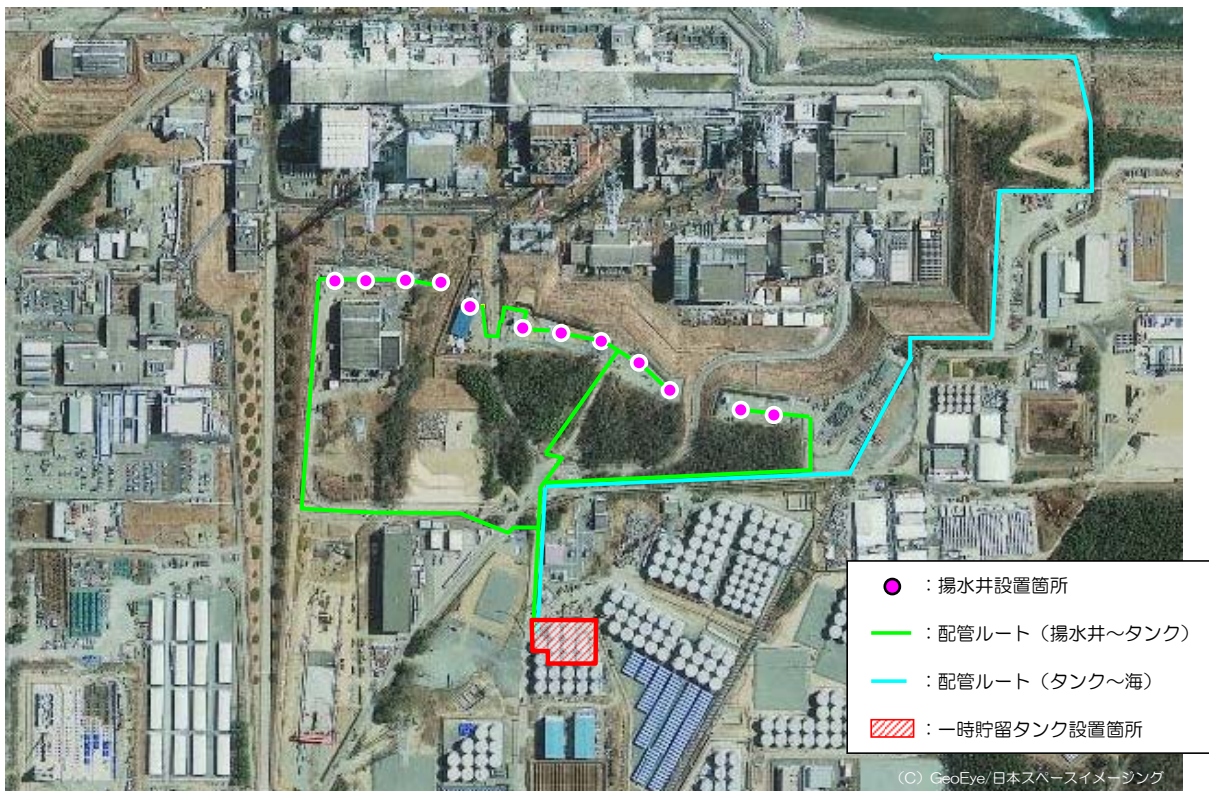 ：揚水井設置箇所
：配管ルート（揚水井～タンク）
：配管ルート（タンク～海）
：一時貯留タンク設置箇所
（C）GeoEye/日本スペースイメージング